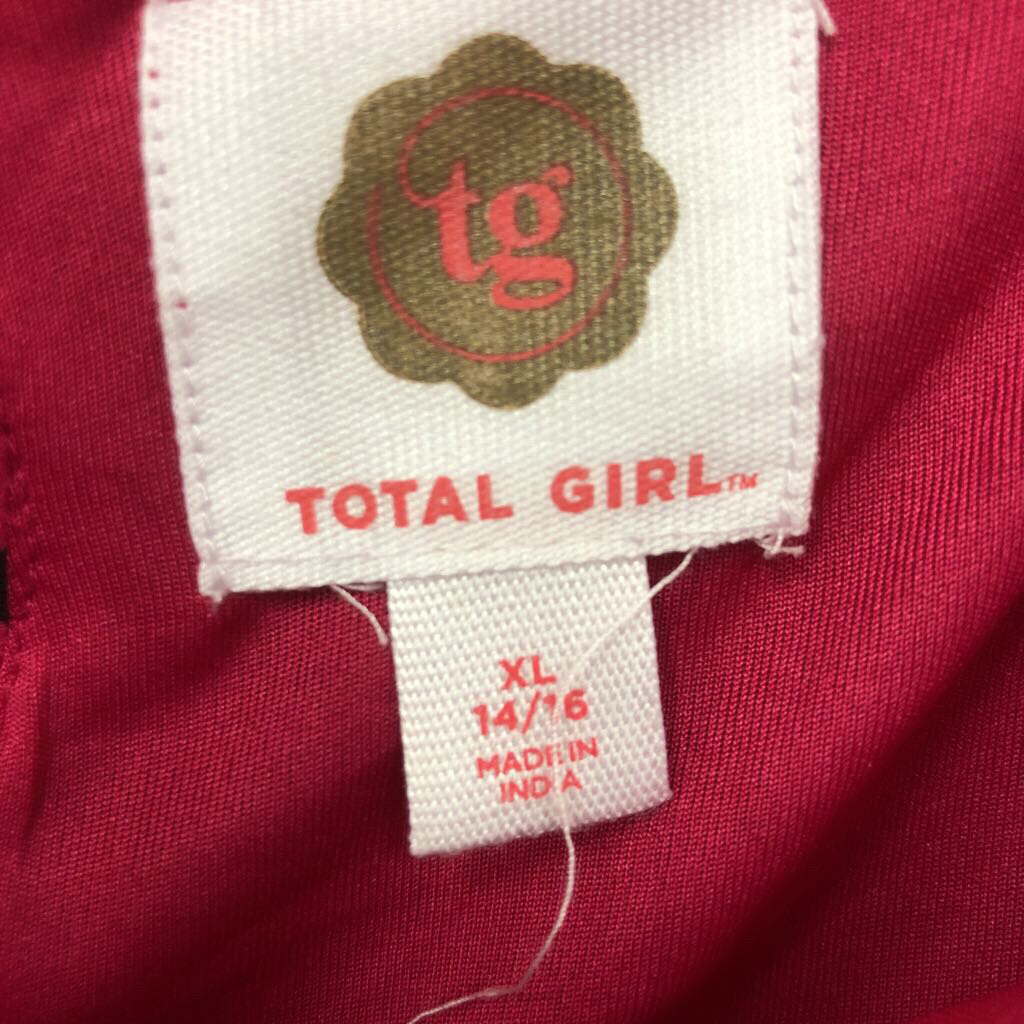 tg
TOTAL GIRL™
XL
14/16
MADE IN
INDIA